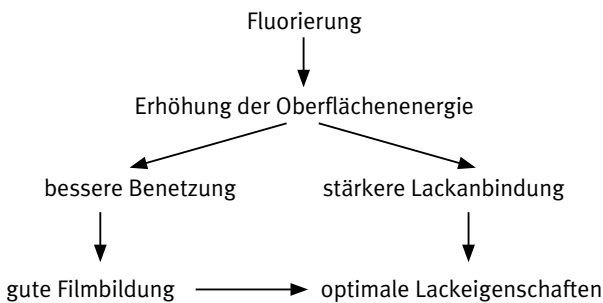 Fluorierung
Erhöhung der Oberflächenenergie
bessere Benetzung
stärkere Lackanbindung
gute Filmbildung
optimale Lackeigenschaften